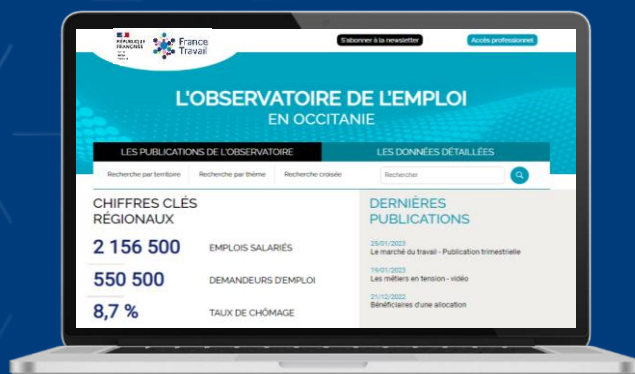 RÉPUBLIQUE
FRANÇAISE
France
Travail
S'abonner à la newsletter
Accès professionnel
L'OBSERVATOIRE DE L'EMPLOI
EN OCCITANIE
LES PUBLICATIONS DE L'OBSERVATOIRE
LES DONNÉES DÉTAILLÉES
Recherche par territoire
Recherche par thème
Recherche croisée
Rechercher
CHIFFRES CLÉS
RÉGIONAUX
2 156 500
EMPLOIS SALARIÉS
550 500
DEMANDEURS D'EMPLOI
8,7 %
TAUX DE CHÔMAGE
DERNIÈRES
PUBLICATIONS
25/01/2023
Le marché du travail - Publication trimestrielle
19/01/2023
Les métiers en tension - vidéo
21/12/2022
Bénéficiaires d'une allocation